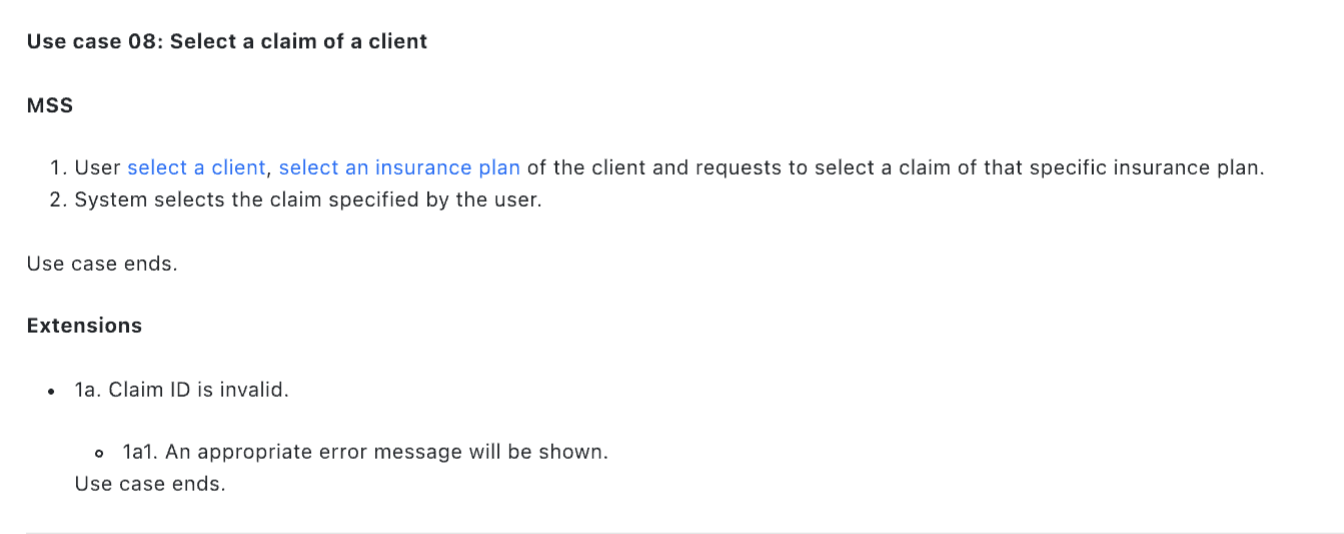 Use case 08: Select a claim of a client
MSS
1. User select a client, select an insurance plan of the client and requests to select a claim of that specific insurance plan.
2. System selects the claim specified by the user.
Use case ends.
Extensions
• 1a. Claim ID is invalid.
◦ 1a1. An appropriate error message will be shown.
Use case ends.